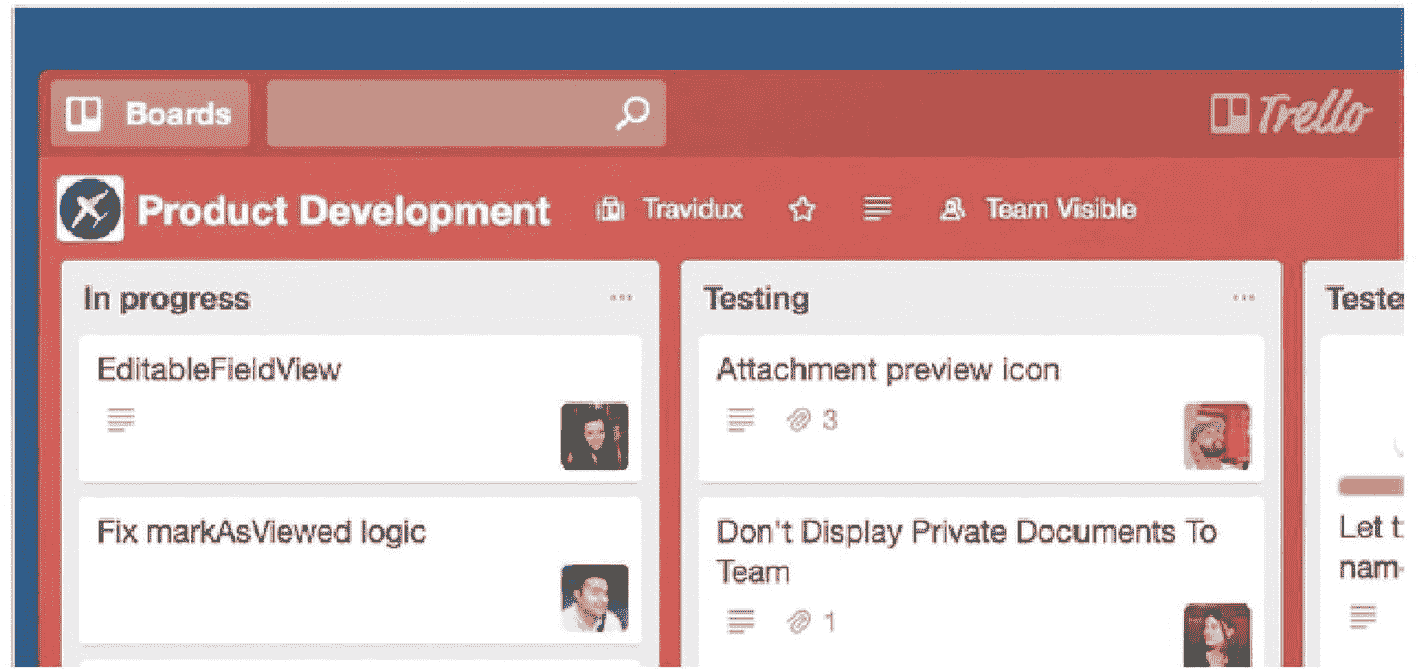 Boards
Trello
Product Development Travidux Team Visible
In progress
EditableFieldView
Fix markAsViewed logic
Testing
Attachment preview icon
3
Don't Display Private Documents To
Team
1
Teste
Let t
nam